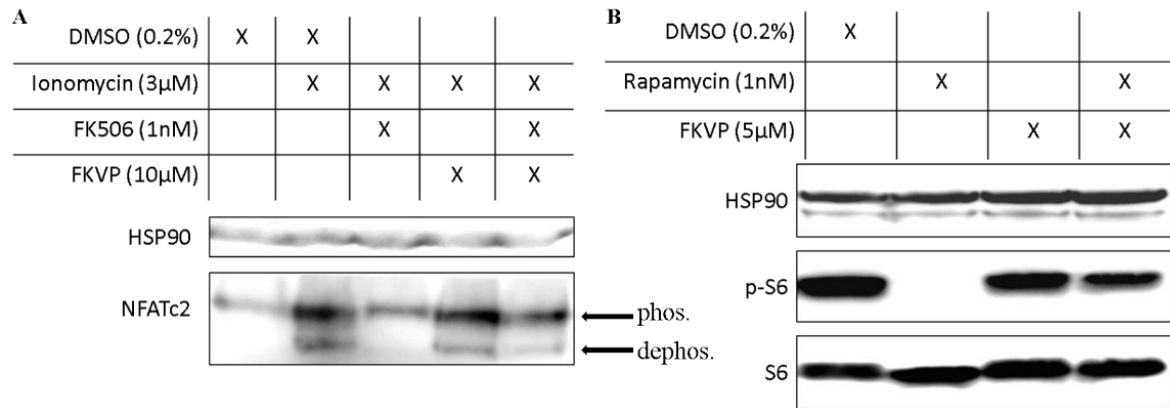 A
DMSO (0.2%) X X
Ionomycin (3µM) X X X X
FK506 (1nM) X X
FKVP (10µM) X X
HSP90
NFATc2
phos.
dephos.
B
DMSO (0.2%) X
Rapamycin (1nM) X X
FKVP (5µM) X X
HSP90
p-S6
S6